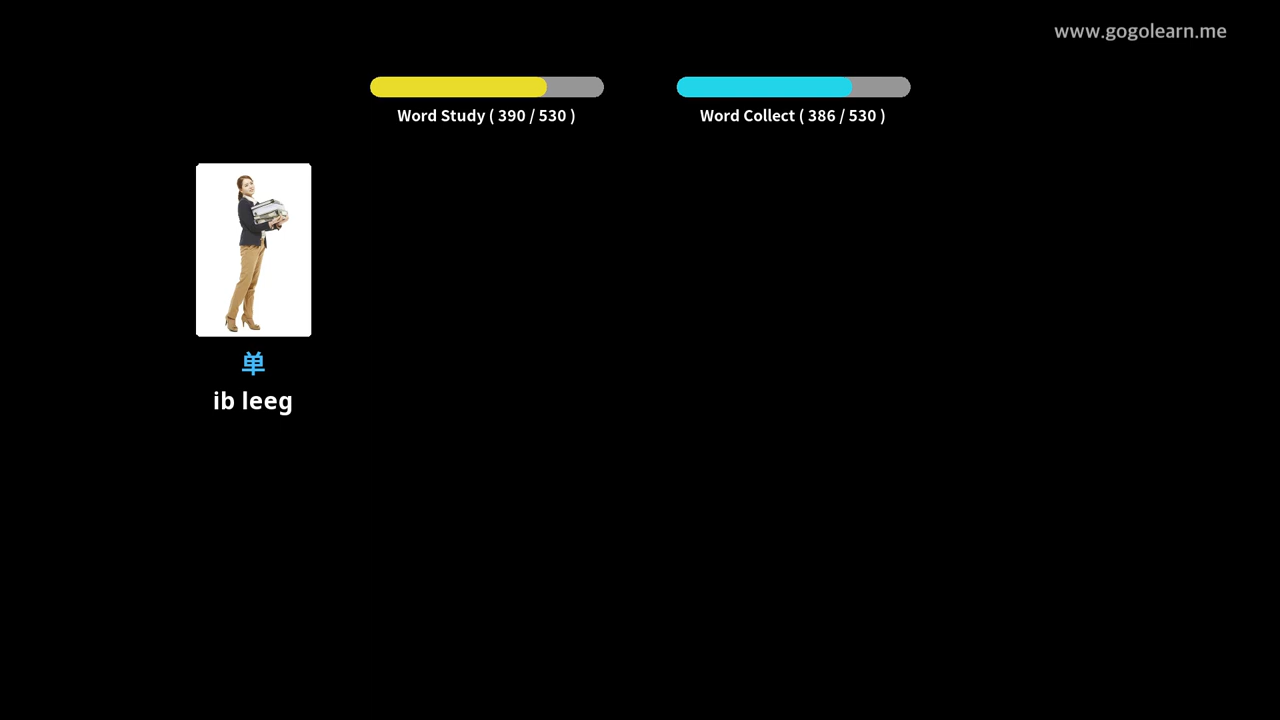 www.gogolearn.me
Word Study ( 390 / 530 )
Word Collect ( 386 / 530 )
单
ib leeg